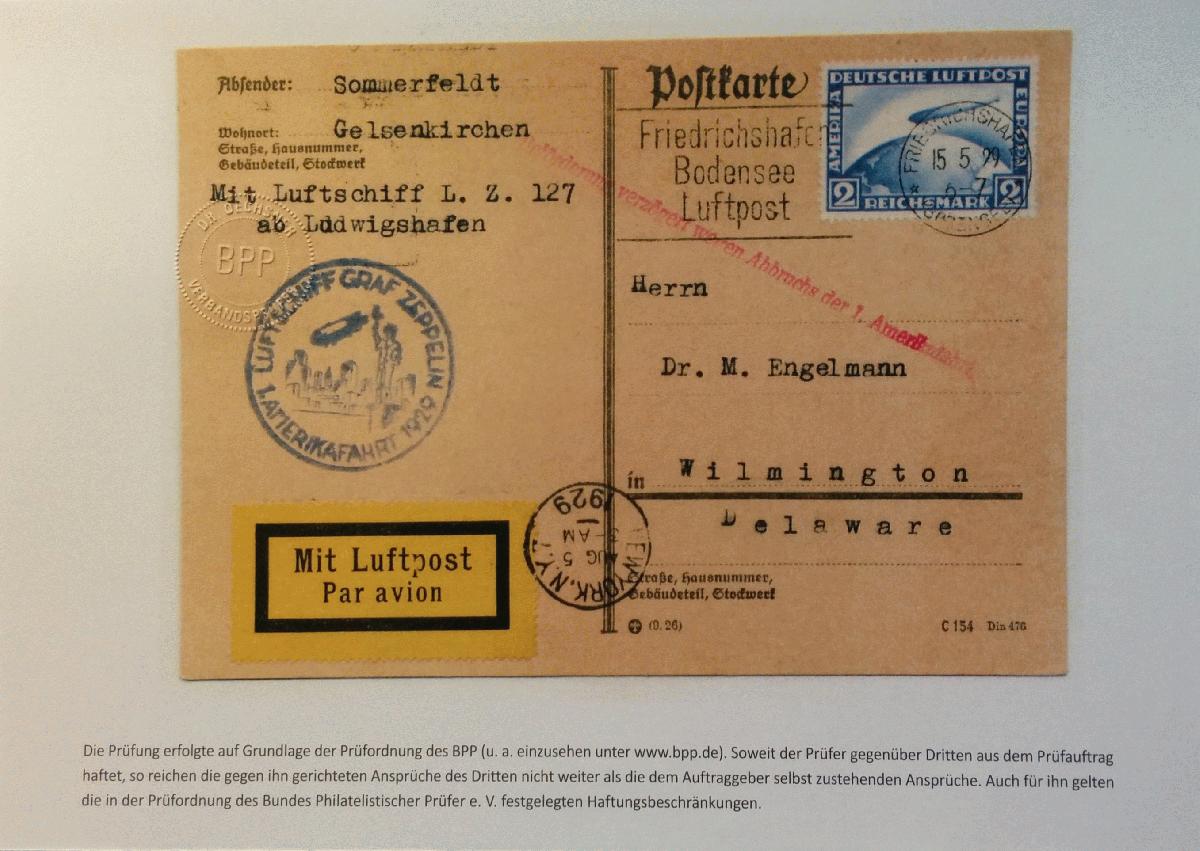 Absender: Sommerfeldt
Wohnort: Gelsenkirchen
Straße, Hausnummer,
Gebäudeteil, Stockwerk
Mit Luftschiff L. Z. 127
ab Ludwigshafen
BPP
LUFTSCHIFF GRAF ZEPPELIN
1. AMERIKAFAHRT 1929
Mit Luftpost
Par avion
Postkarte
Friedrichshafen
Bodensee
Luftpost
DEUTSCHE LUFTPOST
AMERIKA
EUROPA
2 REICHSMARK 2
FRIEDRICHSHAFEN
15 5 29
6-7
verzögert wegen Abbruchs der 1. Amerikafahrt
Herrn
Dr. M. Engelmann
in Wilmington
Delaware
Straße, Hausnummer,
Gebäudeteil, Stockwerk
(9. 26)
C 154 Din 476
NEW YORK, N.Y.
AUG 5
AM
1929
Die Prüfung erfolgte auf Grundlage der Prüfordnung des BPP (u. a. einzusehen unter www.bpp.de). Soweit der Prüfer gegenüber Dritten aus dem Prüfauftrag
haftet, so reichen die gegen ihn gerichteten Ansprüche des Dritten nicht weiter als die dem Auftraggeber selbst zustehenden Ansprüche. Auch für ihn gelten
die in der Prüfordnung des Bundes Philatelistischer Prüfer e. V. festgelegten Haftungsbeschränkungen.